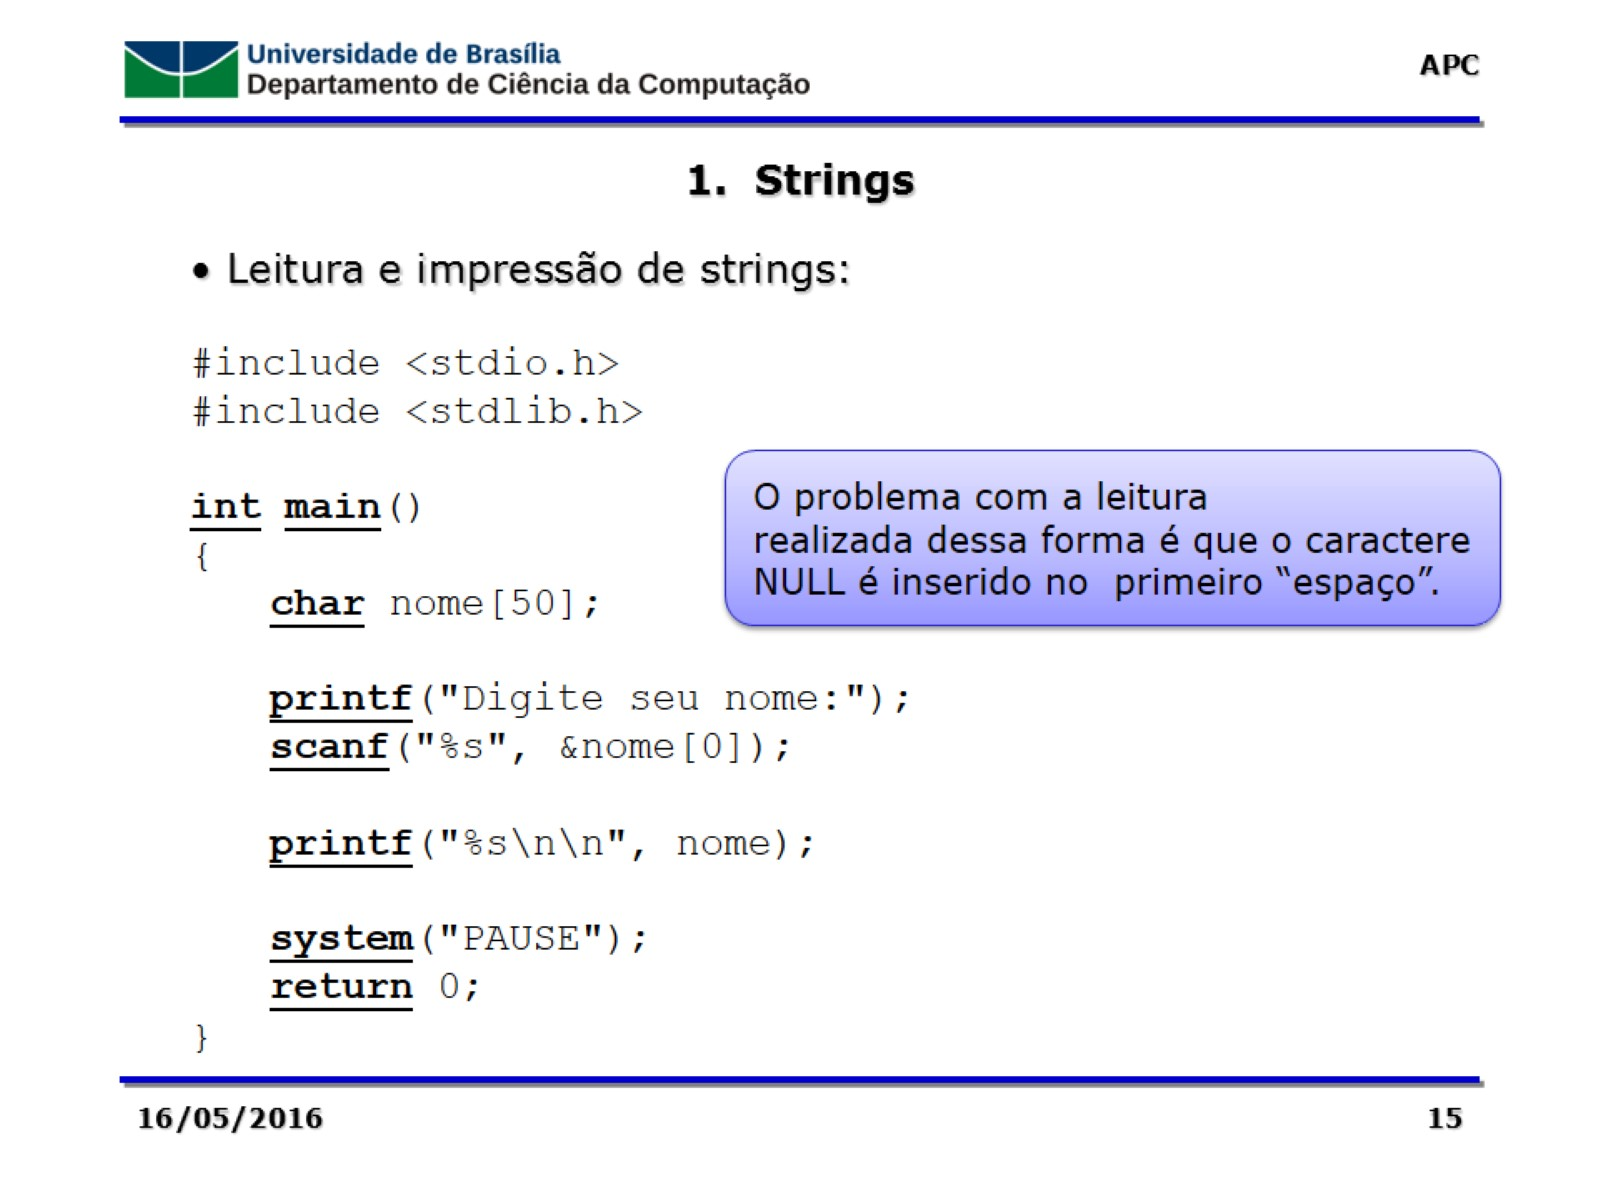 Universidade de Brasília
Departamento de Ciência da Computação
APC
1. Strings
• Leitura e impressão de strings:
#include <stdio.h>
#include <stdlib.h>
int main()
{
char nome[50];
O problema com a leitura
realizada dessa forma é que o caractere
NULL é inserido no primeiro “espaço”.
printf("Digite seu nome:");
scanf("%s", &nome[0]);
printf("%s\n\n", nome);
system("PAUSE");
return 0;
}
16/05/2016
15